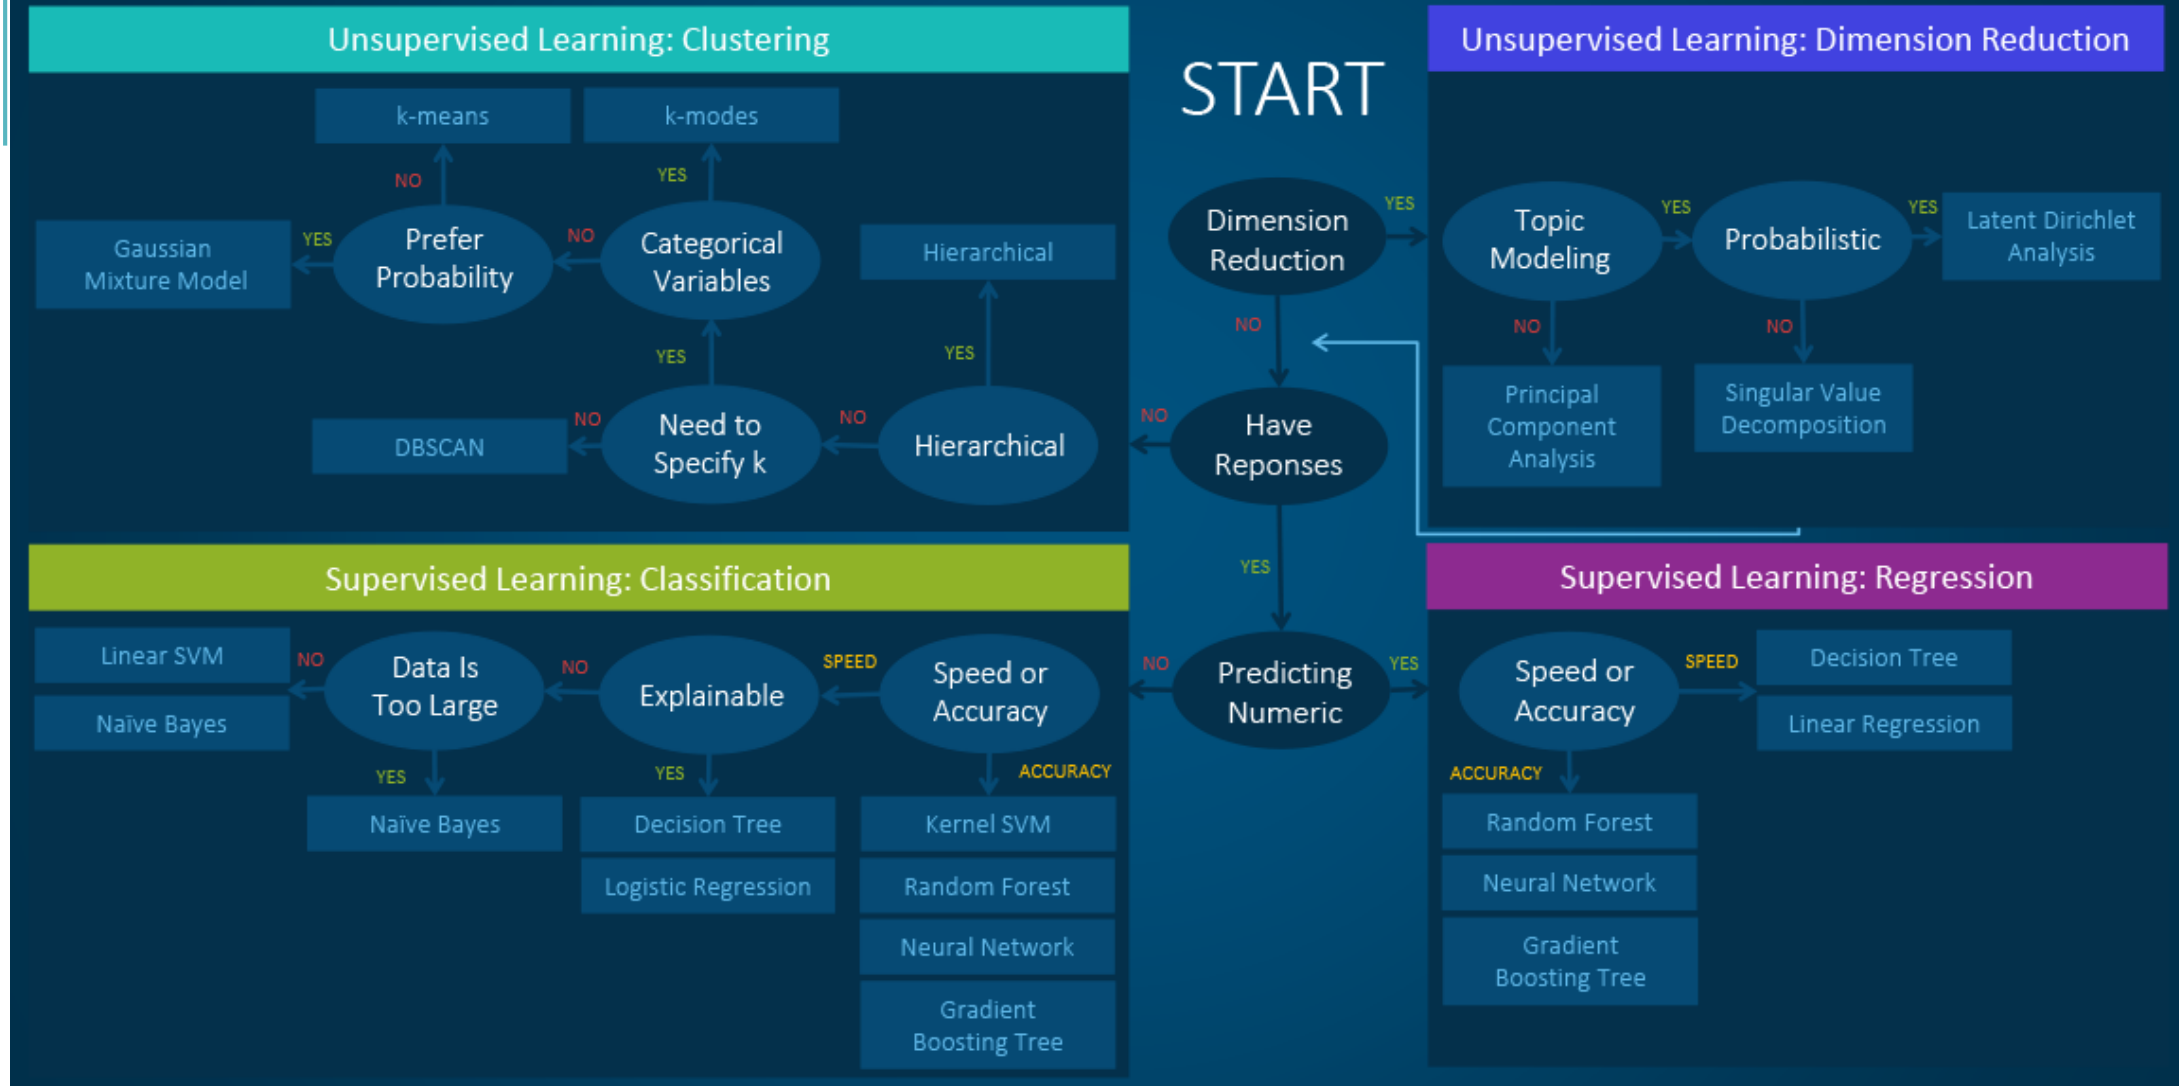 Unsupervised Learning: Clustering
k-means
k-modes
NO
YES
Gaussian
Mixture Model
YES
Prefer
Probability
NO
Categorical
Variables
Hierarchical
YES
YES
DBSCAN
NO
Need to
Specify k
NO
Hierarchical
START
Dimension
Reduction
YES
NO
NO
Have
Reponses
YES
NO
Predicting
Numeric
YES
Unsupervised Learning: Dimension Reduction
Topic
Modeling
YES
Probabilistic
YES
Latent Dirichlet
Analysis
NO
NO
Principal
Component
Analysis
Singular Value
Decomposition
Supervised Learning: Classification
Linear SVM
Naïve Bayes
NO
Data Is
Too Large
NO
Explainable
SPEED
Speed or
Accuracy
YES
YES
ACCURACY
Naïve Bayes
Decision Tree
Logistic Regression
Kernel SVM
Random Forest
Neural Network
Gradient
Boosting Tree
Supervised Learning: Regression
Speed or
Accuracy
SPEED
Decision Tree
Linear Regression
ACCURACY
Random Forest
Neural Network
Gradient
Boosting Tree